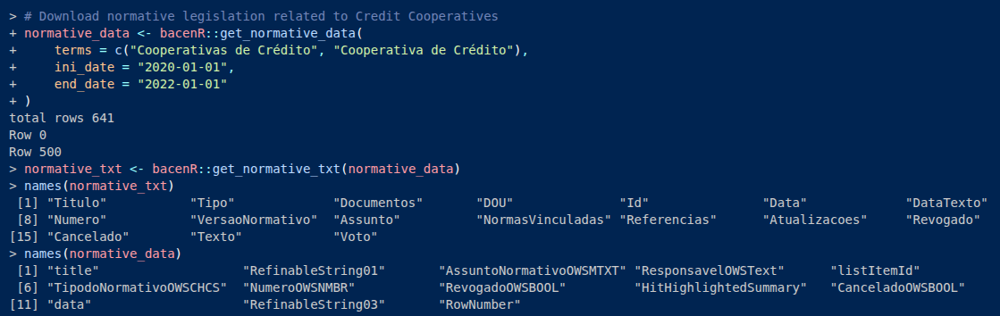 > # Download normative legislation related to Credit Cooperatives
+ normative_data <- bacenR::get_normative_data(
+     terms = c("Cooperativas de Crédito", "Cooperativa de Crédito"),
+     ini_date = "2020-01-01",
+     end_date = "2022-01-01"
+ )
total rows 641
Row 0
Row 500
> normative_txt <- bacenR::get_normative_txt(normative_data)
> names(normative_txt)
 [1] "Titulo"           "Tipo"             "Documentos"       "DOU"              "Id"               "Data"             "DataTexto"
 [8] "Numero"           "VersaoNormativo"  "Assunto"          "NormasVinculadas" "Referencias"      "Atualizacoes"     "Revogado"
[15] "Cancelado"        "Texto"            "Voto"
> names(normative_data)
 [1] "title"                  "RefinableString01"       "AssuntoNormativoOWSMTXT" "ResponsavelOWSText"      "listItemId"
 [6] "TipodoNormativoOWSCHCS"  "NumeroOWSNMBR"           "RevogadoOWSBOOL"         "HitHighlightedSummary"   "CanceladoOWSBOOL"
[11] "data"                    "RefinableString03"       "RowNumber"